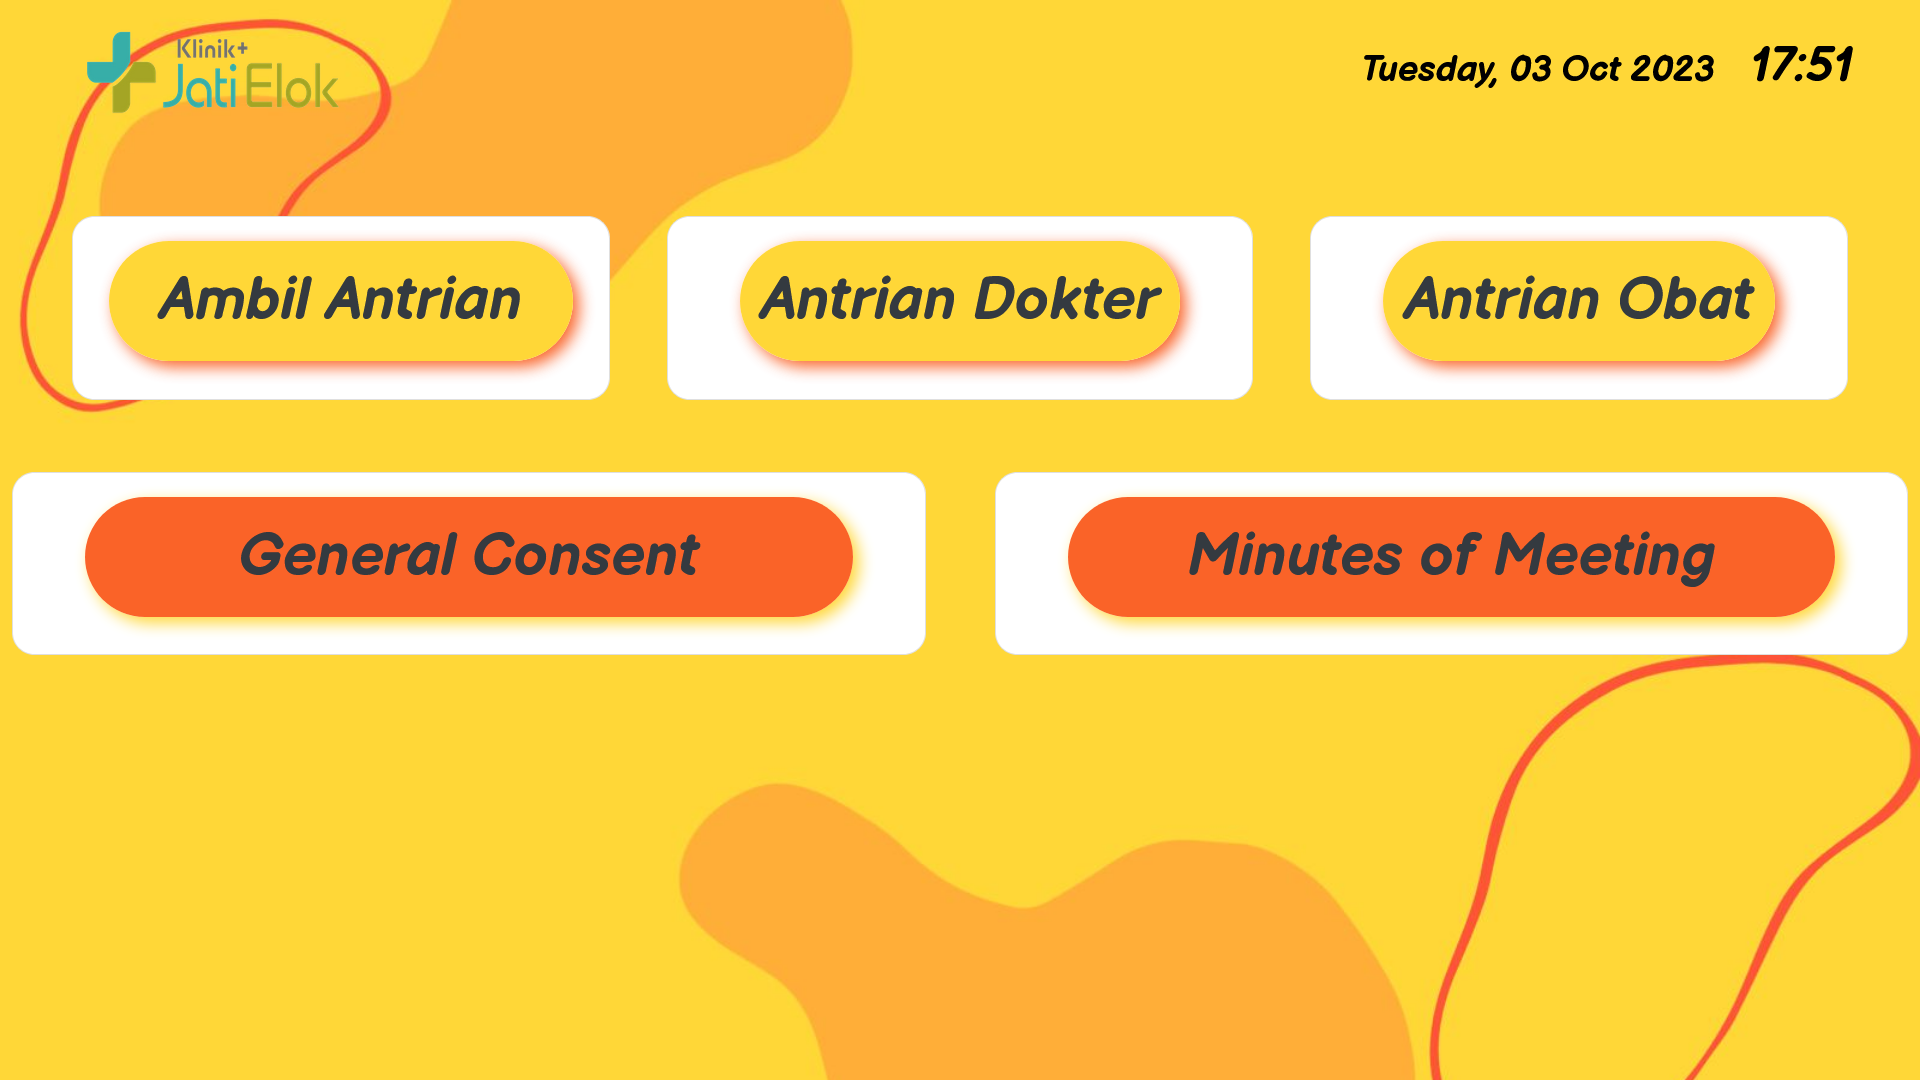 Klinik+
Jati Elok
Tuesday, 03 Oct 2023 17:51
Ambil Antrian
Antrian Dokter
Antrian Obat
General Consent
Minutes of Meeting